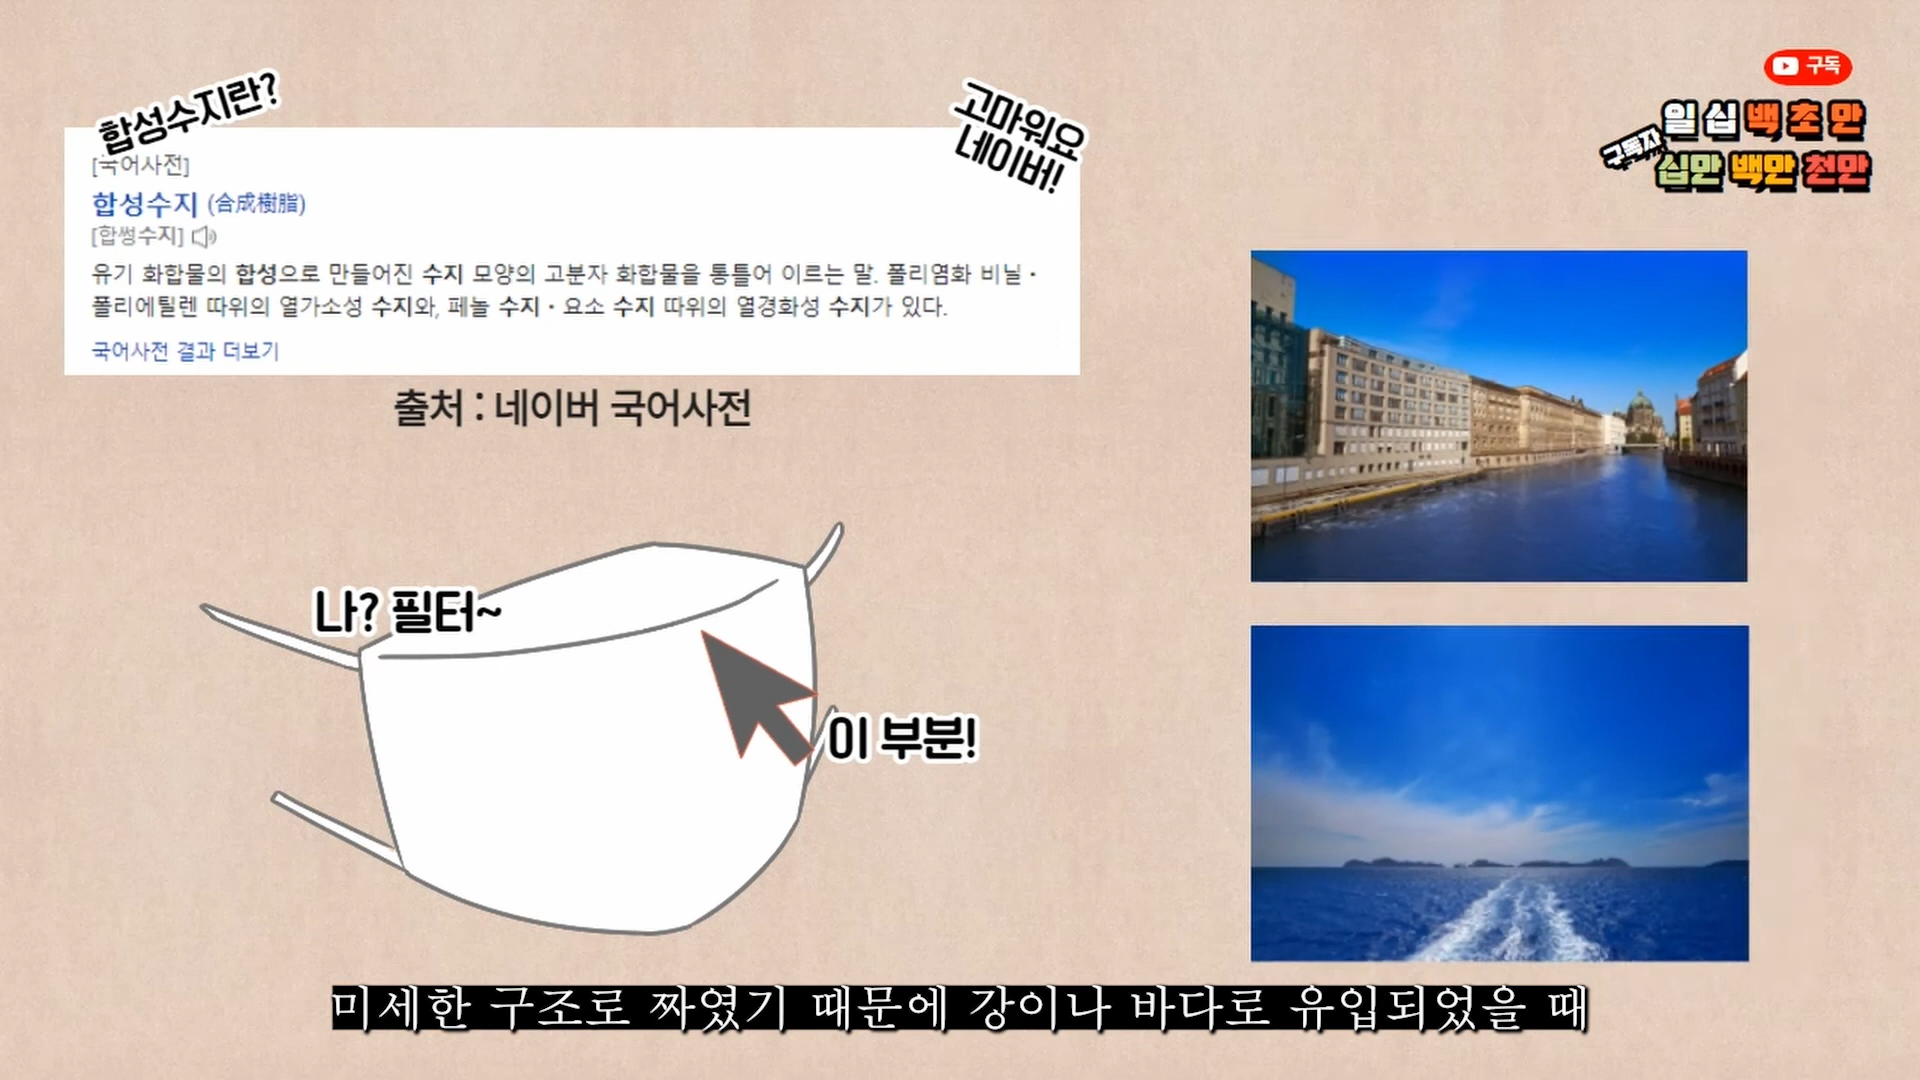 합성수지란?
고마워요
네이버!
[국어사전]
합성수지 (合成樹脂)
[합썽수지]
유기 화합물의 합성으로 만들어진 수지 모양의 고분자 화합물을 통틀어 이르는 말. 폴리염화 비닐·
폴리에틸렌 따위의 열가소성 수지와, 페놀 수지·요소 수지 따위의 열경화성 수지가 있다.
국어사전 결과 더보기
출처 : 네이버 국어사전
구독
일 십 백 초 만
구독자
십만 백만 천만
나? 필터~
이 부분!
미세한 구조로 짜였기 때문에 강이나 바다로 유입되었을 때